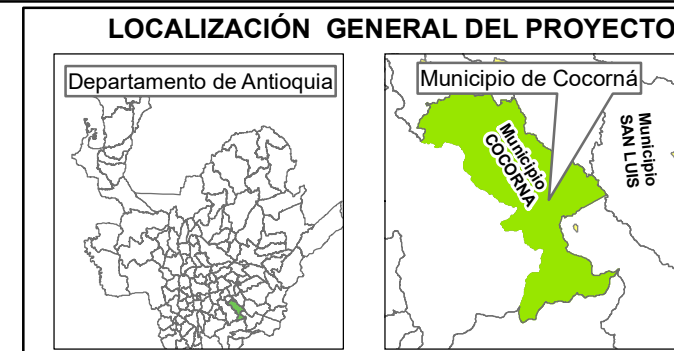 LOCALIZACIÓN GENERAL DEL PROYECTO
Departamento de Antioquia
Municipio de Cocorná
Municipio
COCORNA
Municipio
SAN LUIS